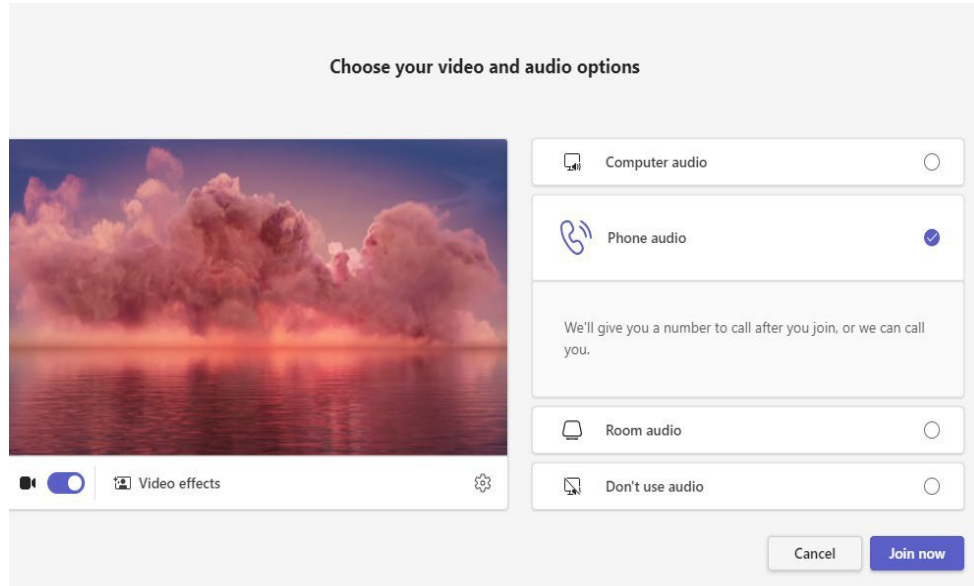 Choose your video and audio options
Computer audio
Phone audio
We'll give you a number to call after you join, or we can call
you.
Room audio
Don't use audio
Video effects
Cancel
Join now